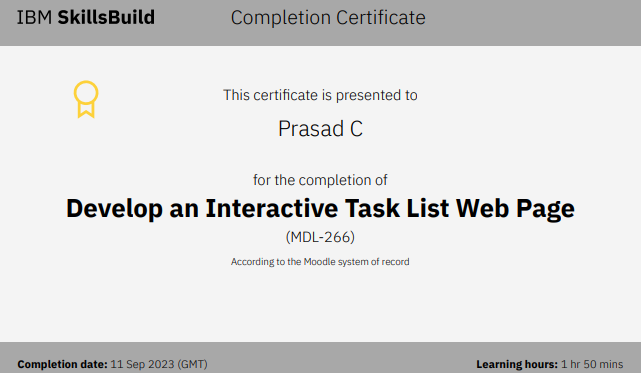 IBM SkillsBuild
Completion Certificate
This certificate is presented to
Prasad C
for the completion of
Develop an Interactive Task List Web Page
(MDL-266)
According to the Moodle system of record
Completion date: 11 Sep 2023 (GMT)
Learning hours: 1 hr 50 mins